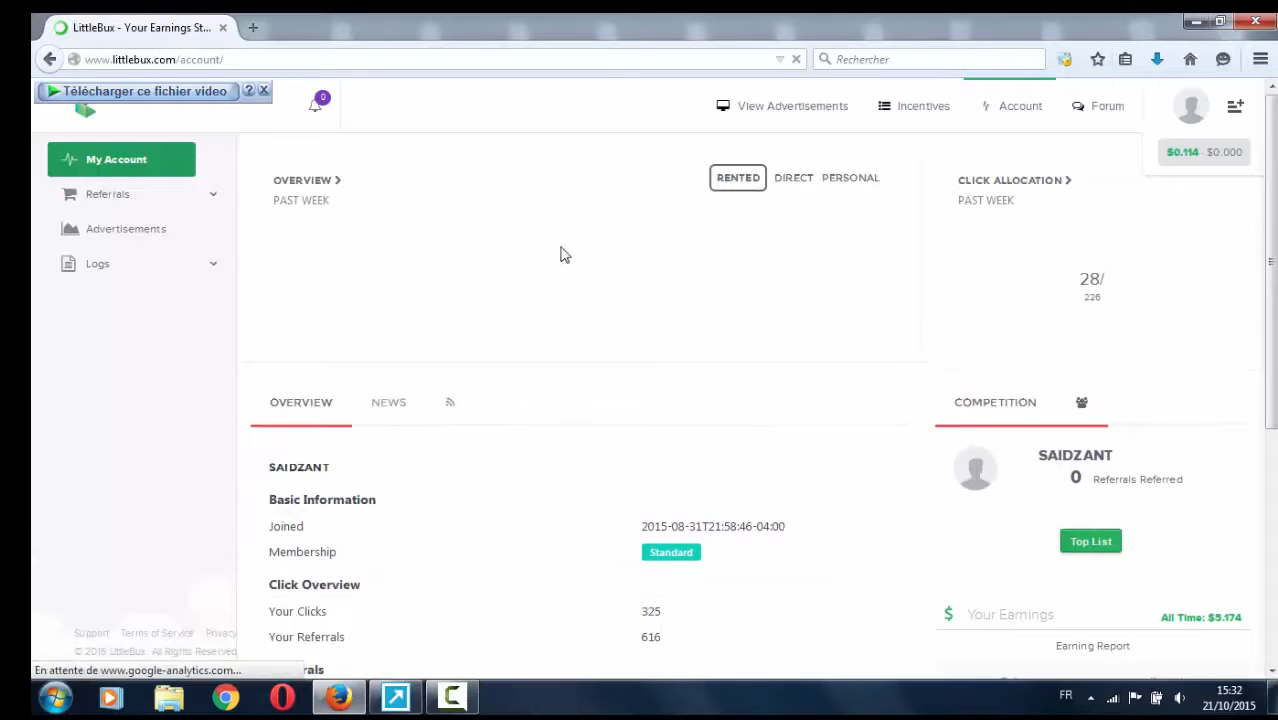 LittleBux - Your Earnings St...
www.littlebux.com/account/
Rechercher
Télécharger ce fichier video
?
0
View Advertisements
Incentives
Account
Forum
$0.114 - $0.000
My Account
Referrals
Advertisements
Logs
OVERVIEW
PAST WEEK
RENTED
DIRECT
PERSONAL
CLICK ALLOCATION
PAST WEEK
28/
226
OVERVIEW
NEWS
COMPETITION
SAIDZANT
Basic Information
Joined 2015-08-31T21:58:46-04:00
Membership Standard
Click Overview
Your Clicks 325
Your Referrals 616
SAIDZANT
0 Referrals Referred
Top List
$ Your Earnings All Time: $5.174
Earning Report
Support Terms of Service Privacy
© 2015 LittleBux. All Rights Reserved
En attente de www.google-analytics.com...
FR
15:32
21/10/2015